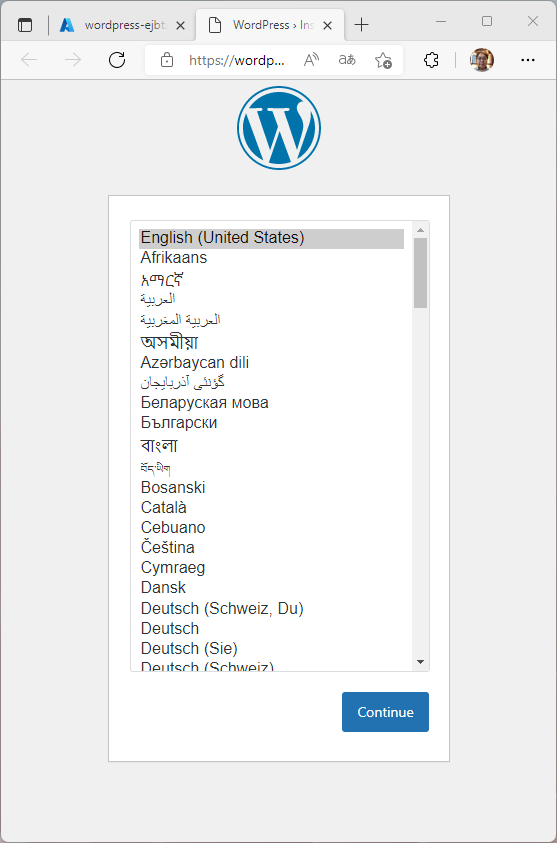 wordpress-ejbt
WordPress › Ins
https://wordp...
English (United States)
Afrikaans
አማርኛ
العربية
العربية المغربية
অসমীয়া
Azərbaycan dili
گؤنئی آذربایجان
Беларуская мова
Български
বাংলা
བོད་ཡིག
Bosanski
Català
Cebuano
Čeština
Cymraeg
Dansk
Deutsch (Schweiz, Du)
Deutsch
Deutsch (Sie)
Deutsch (Schweiz)
Continue